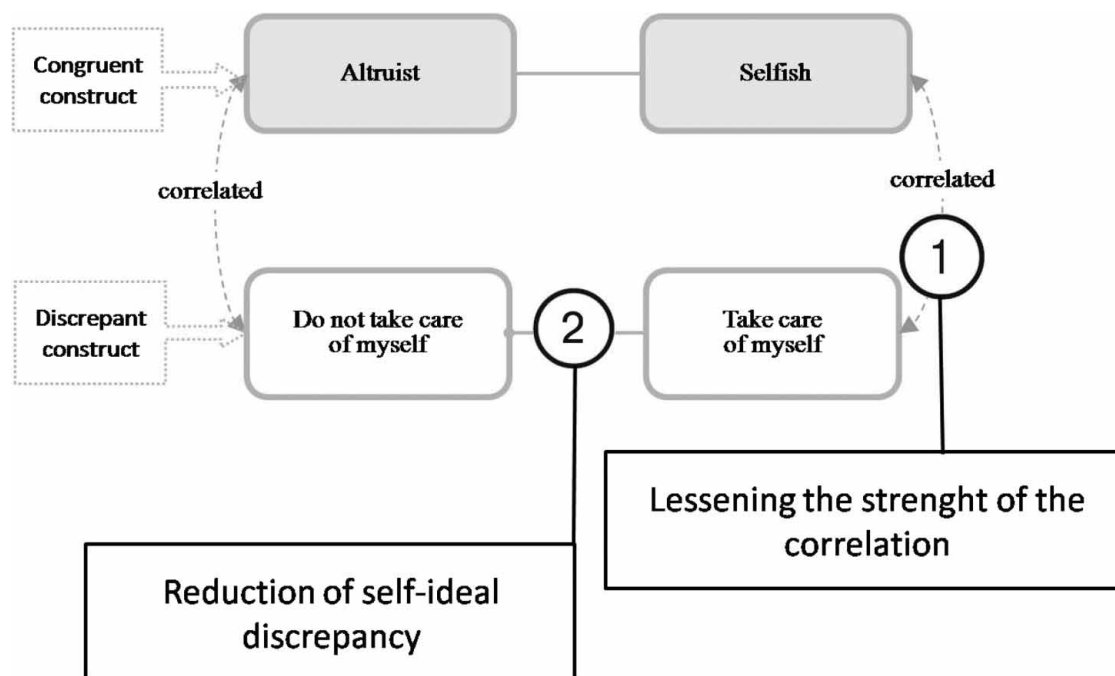 Congruent
construct
Altruist
Selfish
correlated
correlated
1
Discrepant
construct
Do not take care
of myself
2
Take care
of myself
Lessening the strenght of the
correlation
Reduction of self-ideal
discrepancy